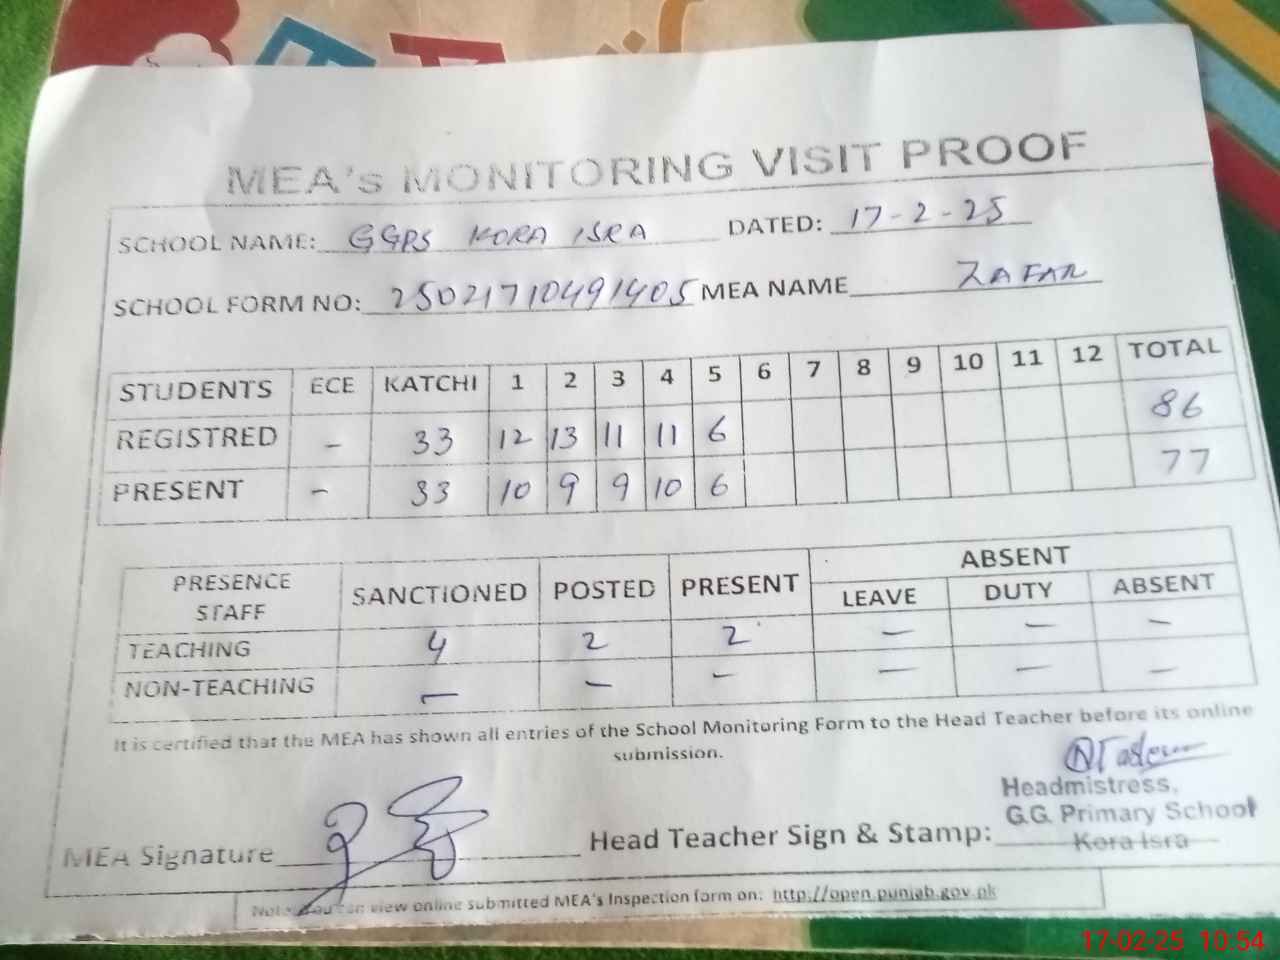 MEA's MONITORING VISIT PROOF
SCHOOL NAME: GGPS KORA ISRA DATED: 17-2-25
SCHOOL FORM NO: 25021710491405 MEA NAME ZAFAR
STUDENTS ECE KATCHI 1 2 3 4 5 6 7 8 9 10 11 12 TOTAL
REGISTRED - 33 12 13 11 11 6 86
PRESENT - 33 10 9 9 10 6 77
PRESENCE STAFF SANCTIONED POSTED PRESENT ABSENT
LEAVE DUTY ABSENT
TEACHING 4 2 2 - - -
NON-TEACHING - - - - - -
It is certified that the MEA has shown all entries of the School Monitoring Form to the Head Teacher before its online
submission.
Headmistress,
G.G. Primary School
Kora Isra
MEA Signature Head Teacher Sign & Stamp:
Note: You can view online submitted MEA's Inspection form on: http://open.punjab.gov.pk
17-02-25 10:54